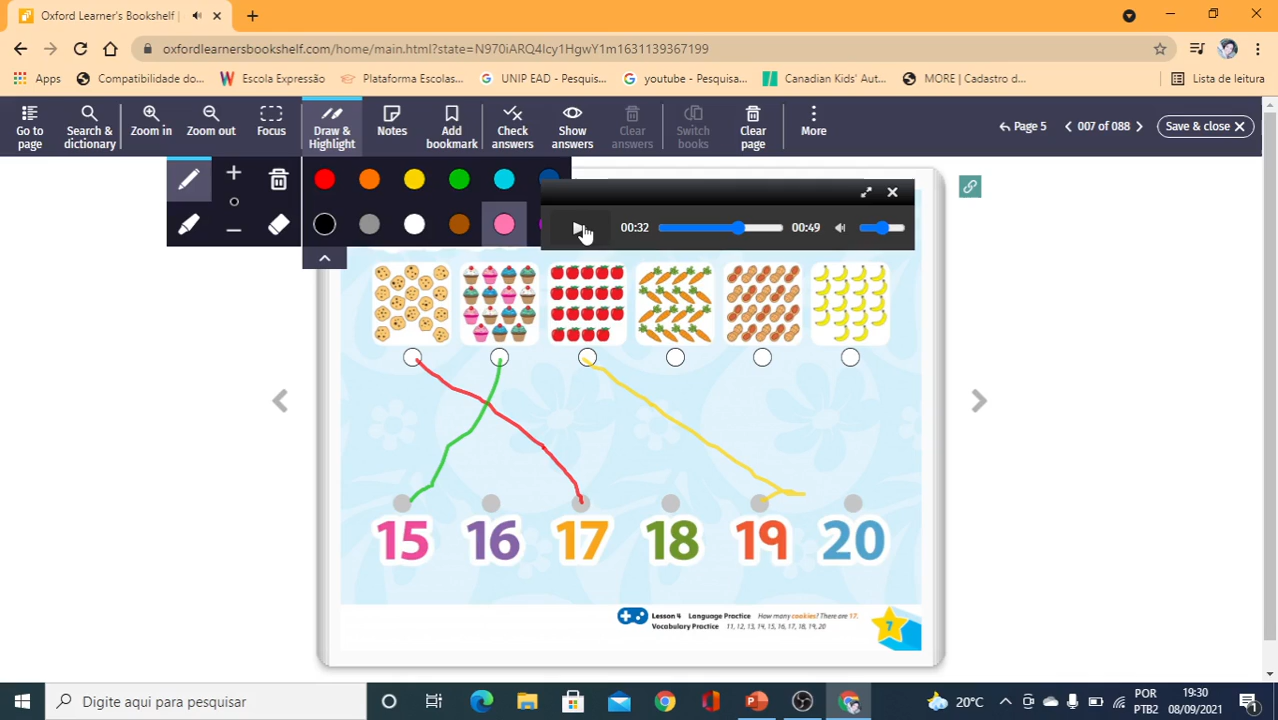 Oxford Learner's Bookshelf |
oxfordlearnersbookshelf.com/home/main.html?state=N970iARQ4Icy1HgwY1m1631139367199
Apps Compatibilidade do... Escola Expressão Plataforma Escolas... UNIP EAD - Pesquis... youtube - Pesquisa... Canadian Kids' Aut... MORE | Cadastro d... Lista de leitura
Go to page
Search & dictionary
Zoom in
Zoom out
Focus
Draw & Highlight
Notes
Add bookmark
Check answers
Show answers
Clear answers
Switch books
Clear page
More
Page 5
007 of 088
Save & close
00:32 00:49
15 16 17 18 19 20
Lesson 4 Language Practice How many cookies? There are 17.
Vocabulary Practice 11, 12, 13, 14, 15, 16, 17, 18, 19, 20
7
Digite aqui para pesquisar
20°C
POR
PTB2
19:30
08/09/2021
1